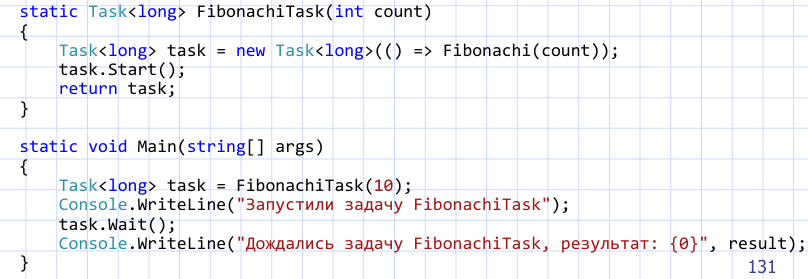 static Task<long> FibonachiTask(int count)
{
    Task<long> task = new Task<long>(() => Fibonachi(count));
    task.Start();
    return task;
}

static void Main(string[] args)
{
    Task<long> task = FibonachiTask(10);
    Console.WriteLine("Запустили задачу FibonachiTask");
    task.Wait();
    Console.WriteLine("Дождались задачу FibonachiTask, результат: {0}", result);
}
131